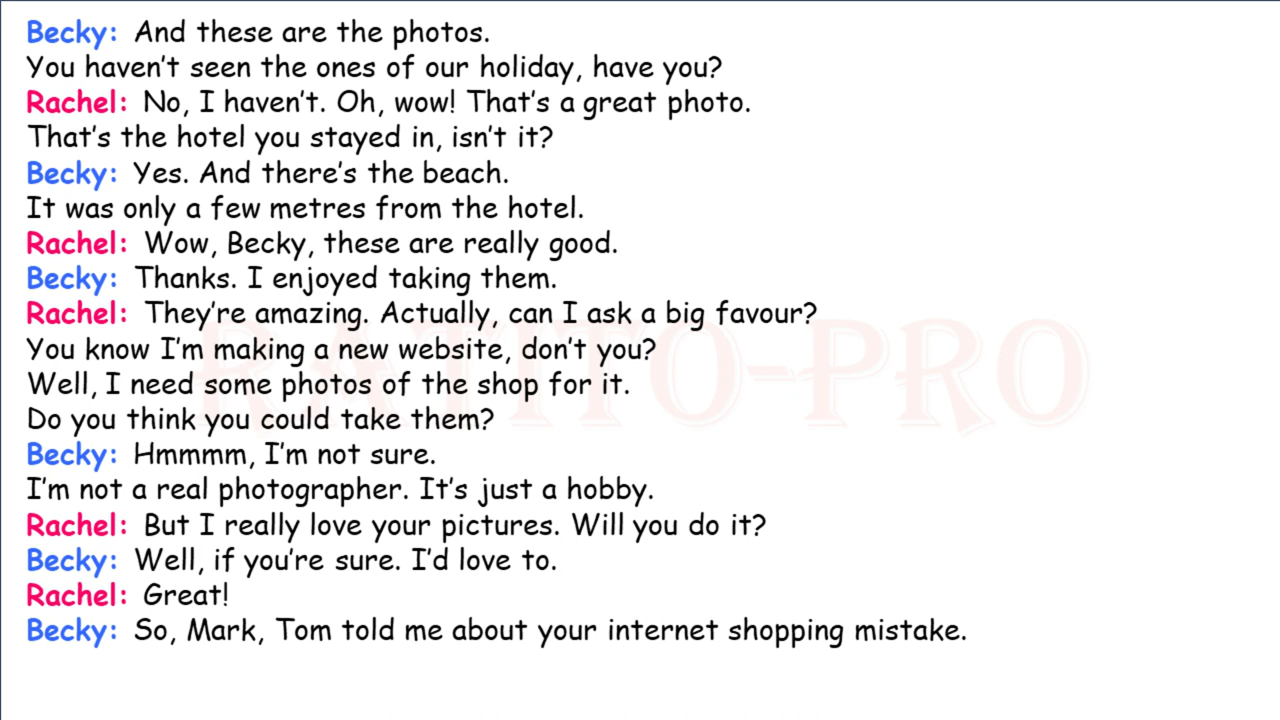 Becky: And these are the photos.
You haven't seen the ones of our holiday, have you?
Rachel: No, I haven't. Oh, wow! That's a great photo.
That's the hotel you stayed in, isn't it?
Becky: Yes. And there's the beach.
It was only a few metres from the hotel.
Rachel: Wow, Becky, these are really good.
Becky: Thanks. I enjoyed taking them.
Rachel: They're amazing. Actually, can I ask a big favour?
You know I'm making a new website, don't you?
Well, I need some photos of the shop for it.
Do you think you could take them?
Becky: Hmmmm, I'm not sure.
I'm not a real photographer. It's just a hobby.
Rachel: But I really love your pictures. Will you do it?
Becky: Well, if you're sure. I'd love to.
Rachel: Great!
Becky: So, Mark, Tom told me about your internet shopping mistake.
RATITO-PRO